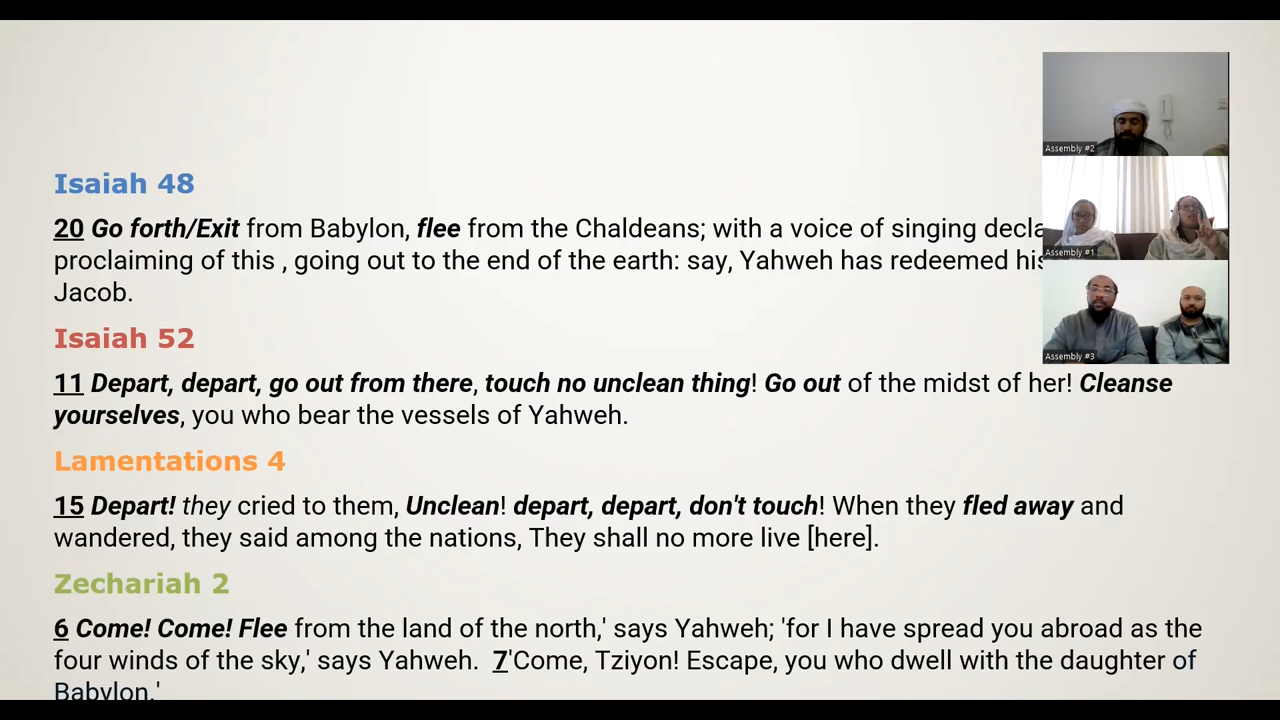 Isaiah 48
20 Go forth/Exit from Babylon, flee from the Chaldeans; with a voice of singing
proclaiming of this , going out to the end of the earth: say, Yahweh has redeemed
Jacob.
Isaiah 52
11 Depart, depart, go out from there, touch no unclean thing! Go out of the midst of her! Cleanse
yourselves, you who bear the vessels of Yahweh.
Lamentations 4
15 Depart! they cried to them, Unclean! depart, depart, don't touch! When they fled away and
wandered, they said among the nations, They shall no more live [here].
Zechariah 2
6 Come! Come! Flee from the land of the north,' says Yahweh; 'for I have spread you abroad as the
four winds of the sky,' says Yahweh.  7'Come, Tziyon! Escape, you who dwell with the daughter of
Babylon.'
Assembly #2
Assembly #1
Assembly #3